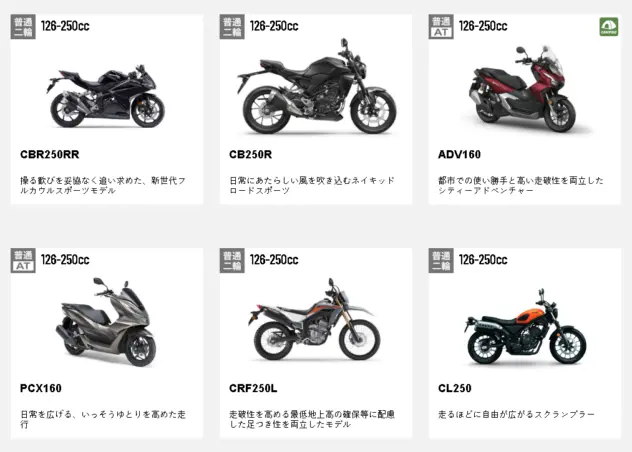 普通
二輪
126-250cc
CBR250RR
操る歓びを妥協なく追い求めた、新世代フ
ルカウルスポーツモデル
普通
二輪
126-250cc
CB250R
日常にあたらしい風を吹き込むネイキッド
ロードスポーツ
普通
AT
126-250cc
ADV160
都市での使い勝手と高い走破性を両立した
シティーアドベンチャー
普通
AT
126-250cc
PCX160
日常を広げる、いっそうゆとりを高めた走
行
普通
二輪
126-250cc
CRF250L
走破性を高める最低地上高の確保等に配慮
した足つき性を両立したモデル
普通
二輪
126-250cc
CL250
走るほどに自由が広がるスクランブラー